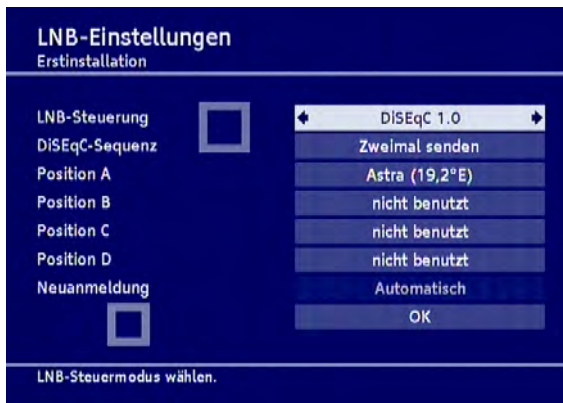 LNB-Einstellungen
Erstinstallation
LNB-Steuerung DiSEqC 1.0
DiSEqC-Sequenz Zweimal senden
Position A Astra (19,2°E)
Position B nicht benutzt
Position C nicht benutzt
Position D nicht benutzt
Neuanmeldung Automatisch
OK
LNB-Steuermodus wählen.